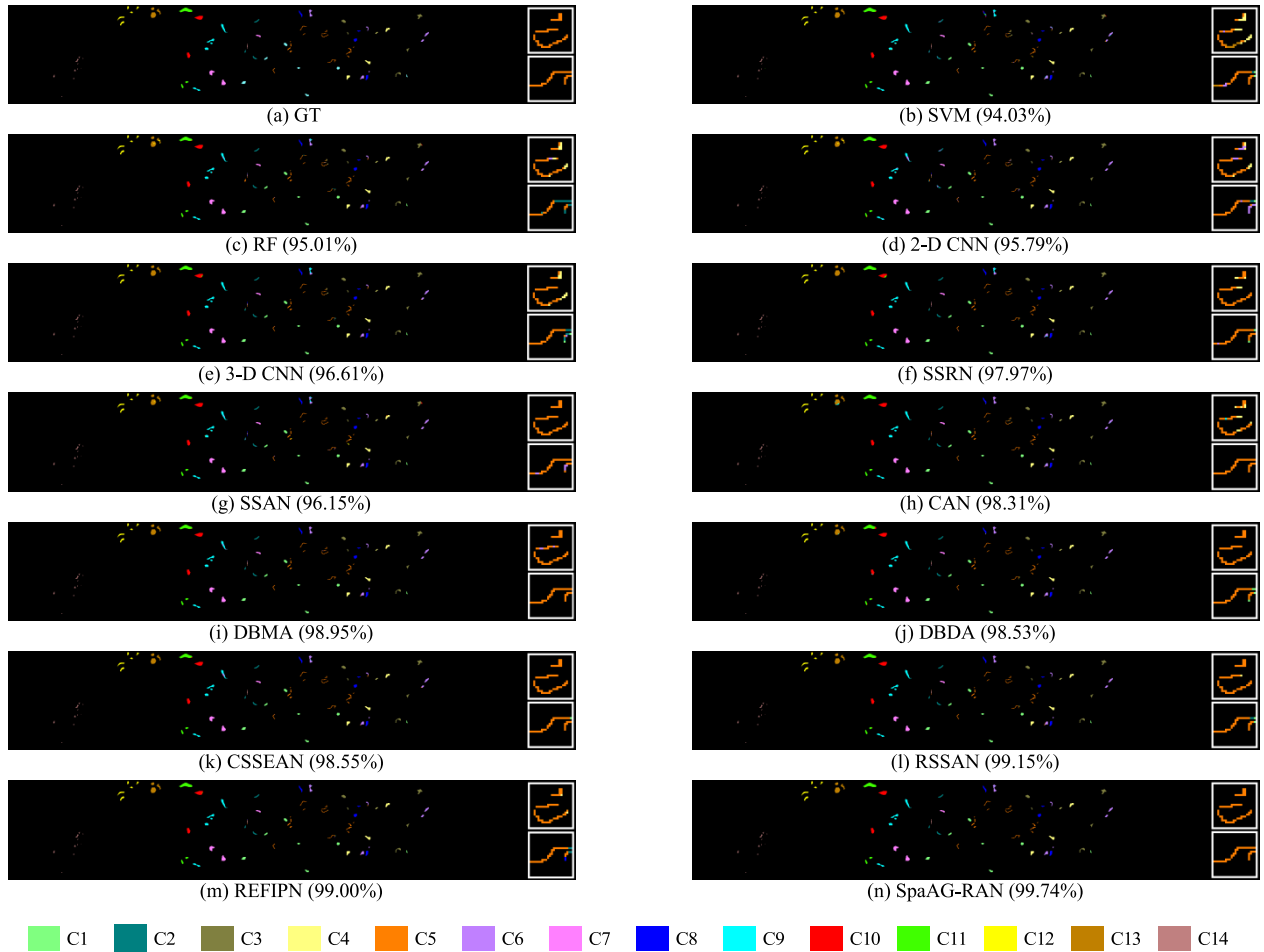 (a) GT
(b) SVM (94.03%)
(c) RF (95.01%)
(d) 2-D CNN (95.79%)
(e) 3-D CNN (96.61%)
(f) SSRN (97.97%)
(g) SSAN (96.15%)
(h) CAN (98.31%)
(i) DBMA (98.95%)
(j) DBDA (98.53%)
(k) CSSEAN (98.55%)
(l) RSSAN (99.15%)
(m) REFIPN (99.00%)
(n) SpaAG-RAN (99.74%)
C1 C2 C3 C4 C5 C6 C7 C8 C9 C10 C11 C12 C13 C14